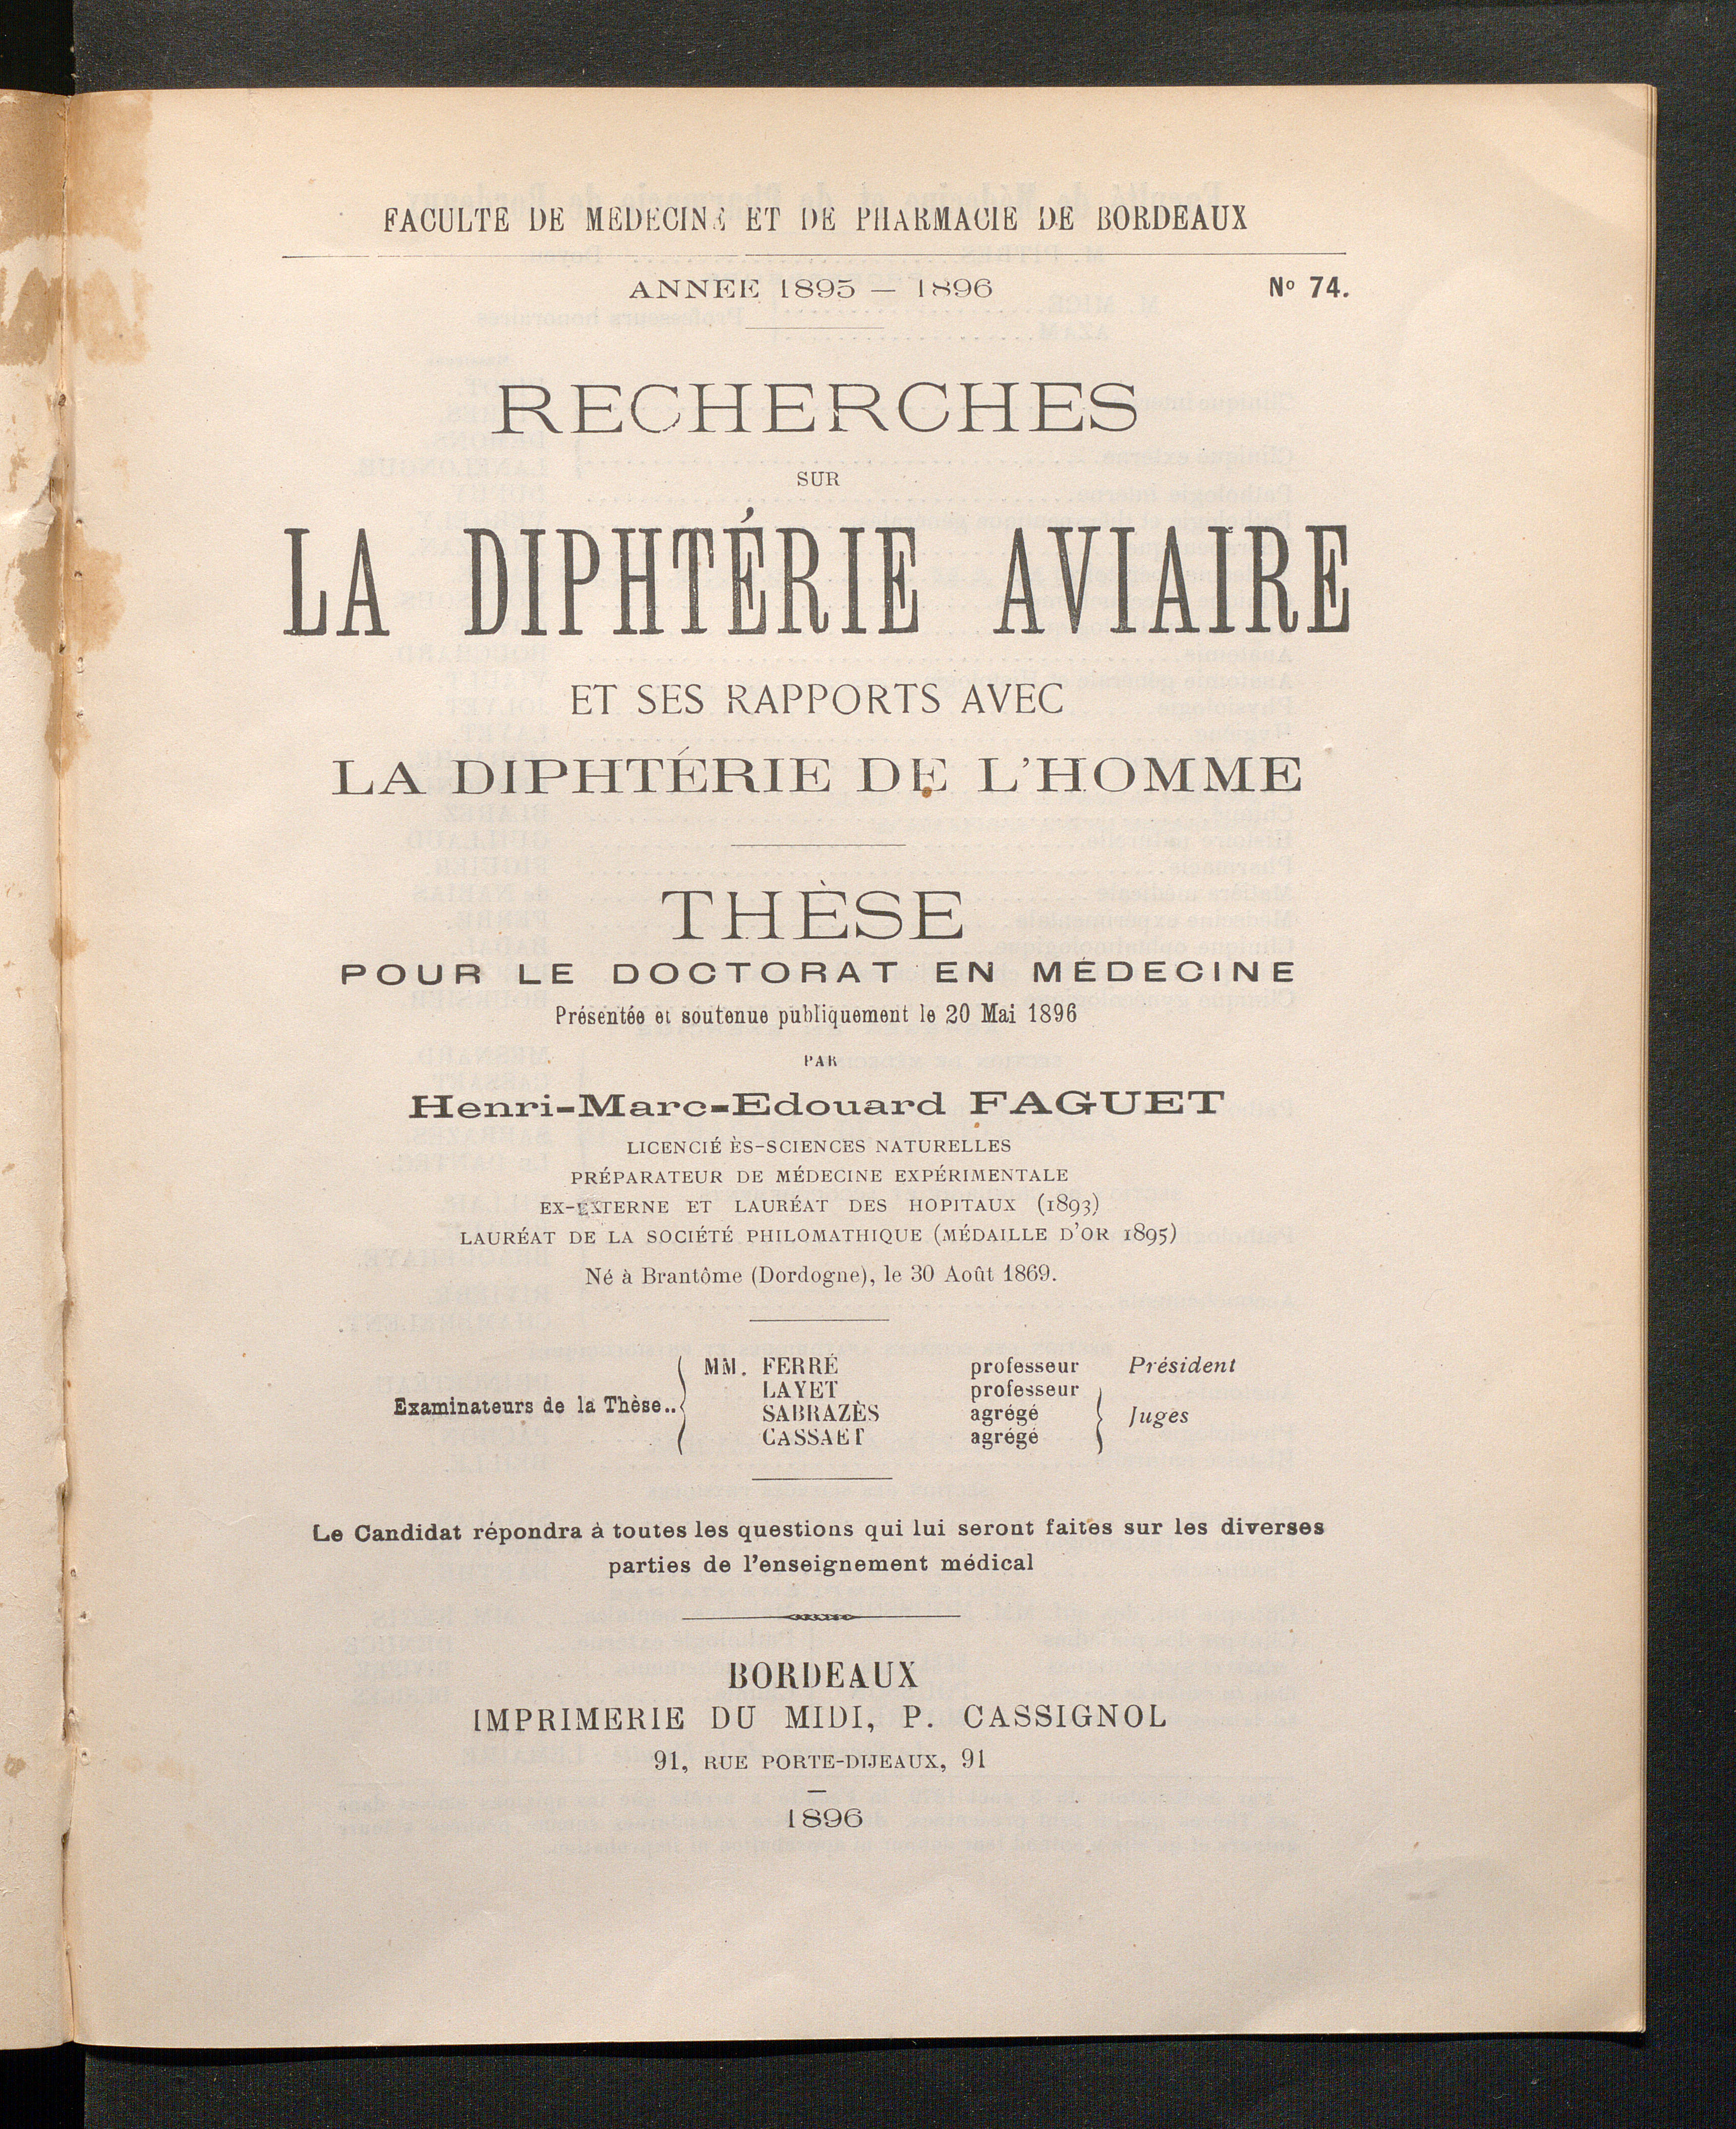 FACULTE DE MEDECINE ET DE PHARMACIE DE BORDEAUX
ANNEE 1895 — 1896
No 74.
RECHERCHES
SUR
LA DIPHTÉRIE AVIAIRE
ET SES RAPPORTS AVEC
LA DIPHTÉRIE DE L'HOMME
THÈSE
POUR LE DOCTORAT EN MÉDECINE
Présentée et soutenue publiquement le 20 Mai 1896
PAR
Henri-Marc-Edouard FAGUET
LICENCIÉ ÈS-SCIENCES NATURELLES
PRÉPARATEUR DE MÉDECINE EXPÉRIMENTALE
EX-EXTERNE ET LAURÉAT DES HOPITAUX (1893)
LAURÉAT DE LA SOCIÉTÉ PHILOMATHIQUE (MÉDAILLE D'OR 1895)
Né à Brantôme (Dordogne), le 30 Août 1869.
MM. FERRÉ professeur Président
LAYET professeur
Examinateurs de la Thèse..
SABRAZÈS agrégé Juges
CASSAET agrégé
Le Candidat répondra à toutes les questions qui lui seront faites sur les diverses
parties de l'enseignement médical
BORDEAUX
IMPRIMERIE DU MIDI, P. CASSIGNOL
91, RUE PORTE-DIJEAUX, 91
1896